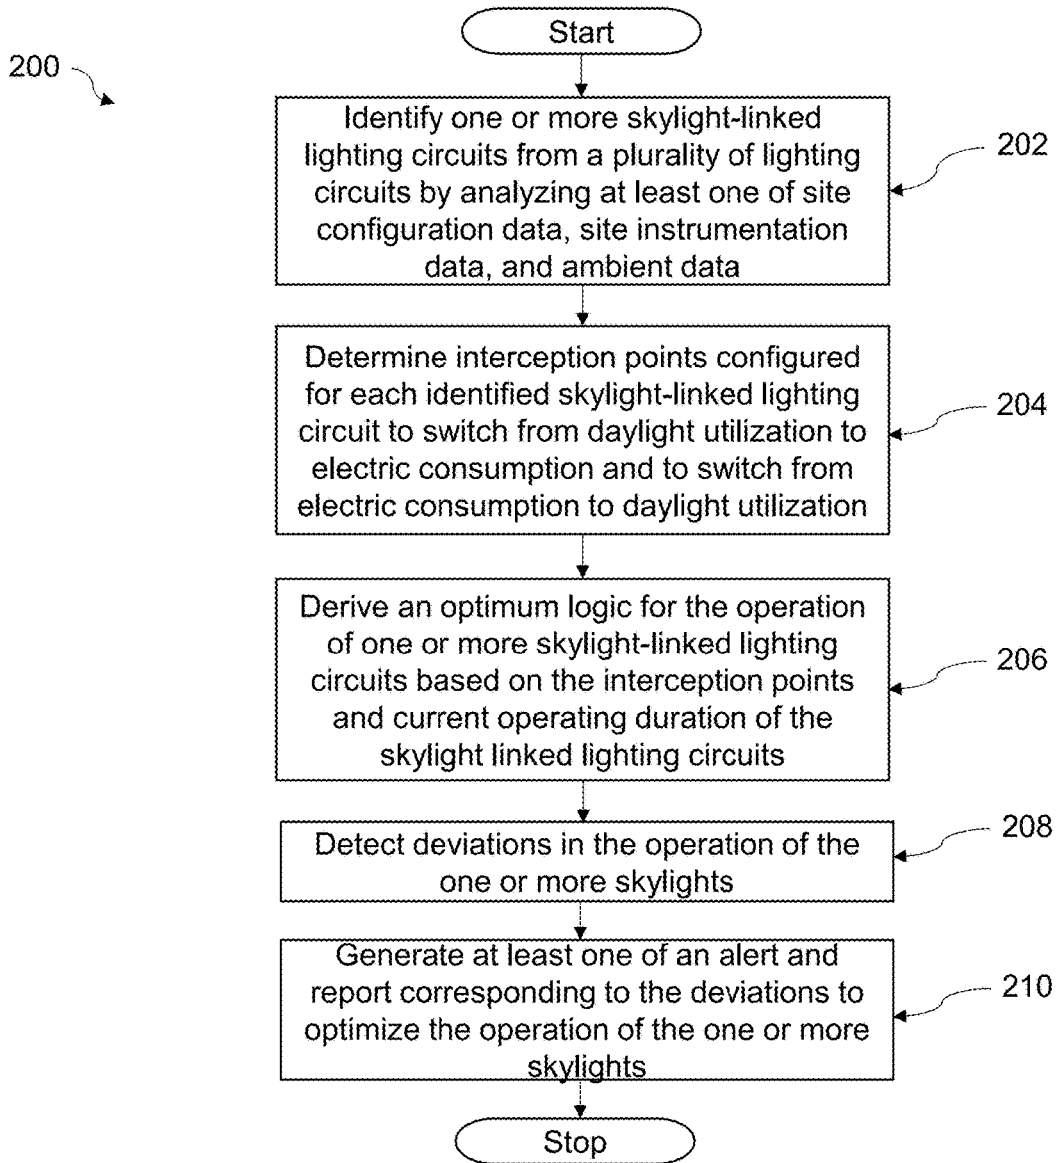 Start
200
Identify one or more skylight-linked
lighting circuits from a plurality of lighting
circuits by analyzing at least one of site
configuration data, site instrumentation
data, and ambient data
202
Determine interception points configured
for each identified skylight-linked lighting
circuit to switch from daylight utilization to
electric consumption and to switch from
electric consumption to daylight utilization
204
Derive an optimum logic for the operation
of one or more skylight-linked lighting
circuits based on the interception points
and current operating duration of the
skylight linked lighting circuits
206
Detect deviations in the operation of the
one or more skylights
208
Generate at least one of an alert and
report corresponding to the deviations to
optimize the operation of the one or more
skylights
210
Stop